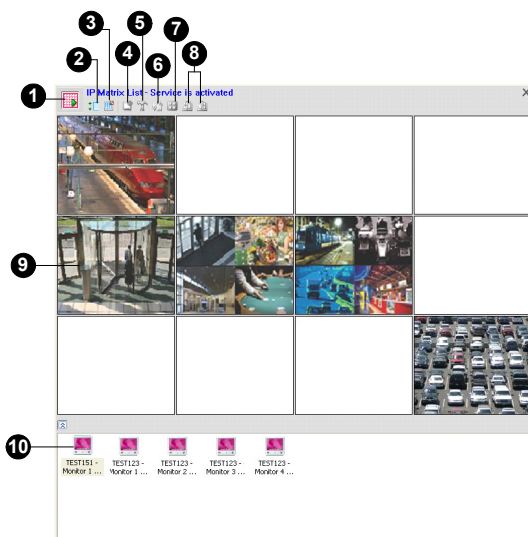 3 5 7
2 4 6 8
1 IP Matrix List - Service is activated X
9
10
TEST151 - TEST123 - TEST123 - TEST123 - TEST123 -
Monitor 1 ... Monitor 1 ... Monitor 2 ... Monitor 3 ... Monitor 4 ...